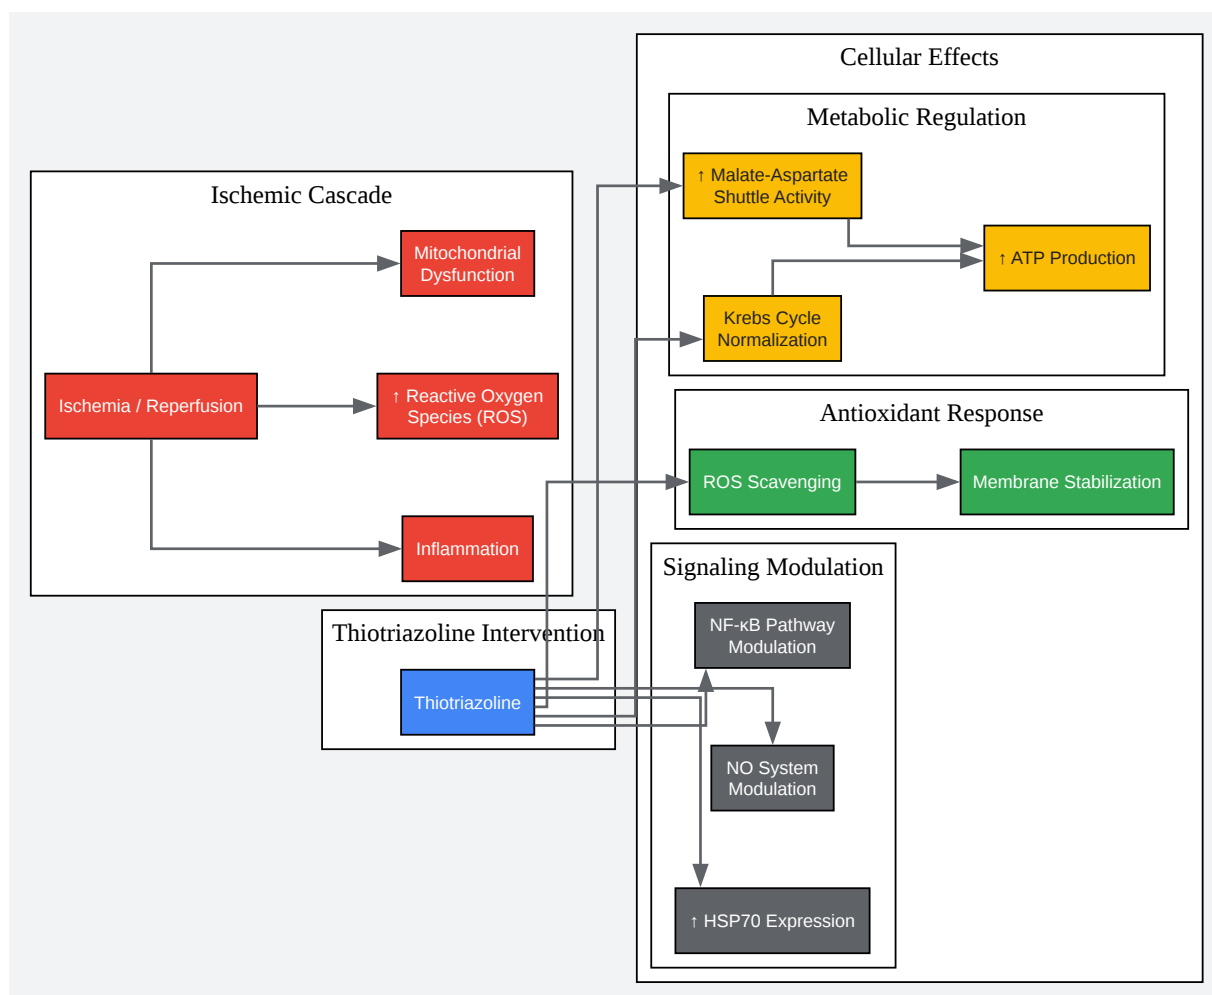 Cellular Effects
Metabolic Regulation
↑ Malate-Aspartate
Shuttle Activity
↑ ATP Production
Krebs Cycle
Normalization
Ischemic Cascade
Mitochondrial
Dysfunction
Ischemia / Reperfusion
↑ Reactive Oxygen
Species (ROS)
Inflammation
Antioxidant Response
ROS Scavenging
Membrane Stabilization
Thiotriazoline Intervention
Thiotriazoline
Signaling Modulation
NF-κB Pathway
Modulation
NO System
Modulation
↑ HSP70 Expression